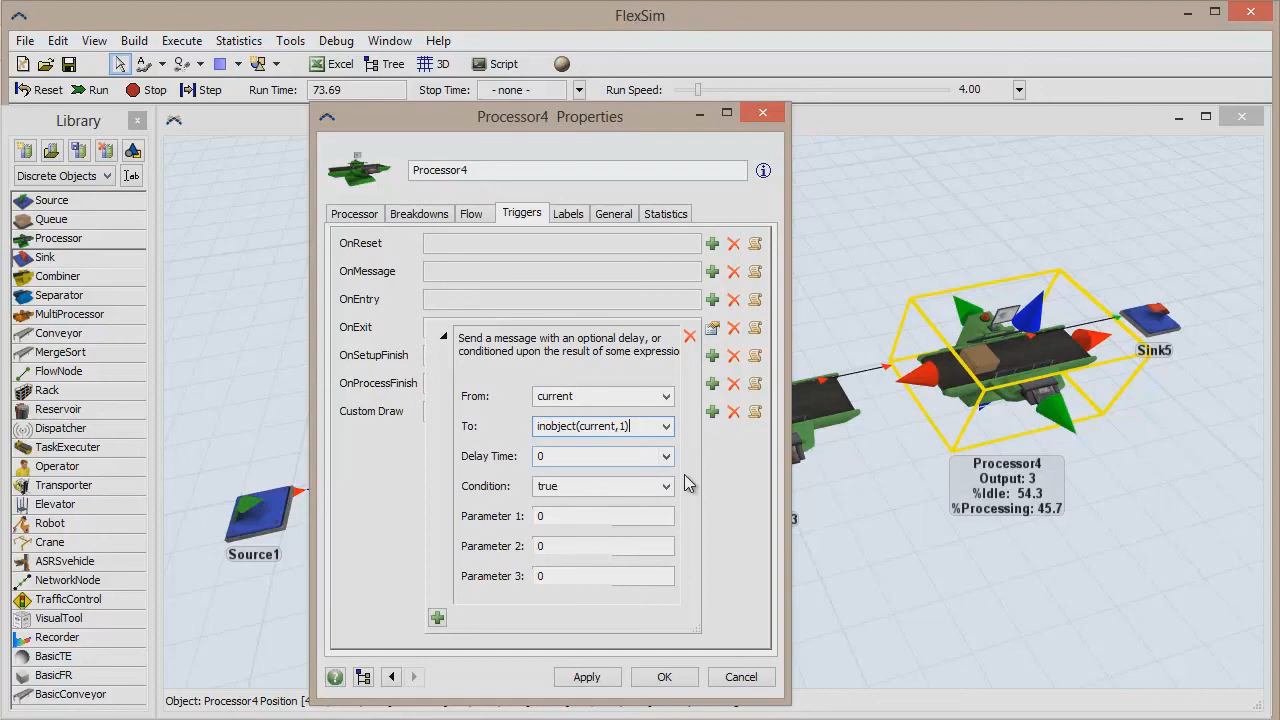 FlexSim
File Edit View Build Execute Statistics Tools Debug Window Help
Excel Tree 3D Script
Reset Run Stop Step Run Time: 73.69 Stop Time: - none - Run Speed: 4.00
Library
Discrete Objects
Source
Queue
Processor
Sink
Combiner
Separator
MultiProcessor
Conveyor
MergeSort
FlowNode
Rack
Reservoir
Dispatcher
TaskExecuter
Operator
Transporter
Elevator
Robot
Crane
ASRSvehicle
NetworkNode
TrafficControl
VisualTool
Recorder
BasicTE
BasicFR
BasicConveyor
Processor4 Properties
Processor4
Processor Breakdowns Flow Triggers Labels General Statistics
OnReset
OnMessage
OnEntry
OnExit
OnSetupFinish
OnProcessFinish
Custom Draw
Send a message with an optional delay, or
conditioned upon the result of some expressio
From: current
To: inobject(current,1)
Delay Time: 0
Condition: true
Parameter 1: 0
Parameter 2: 0
Parameter 3: 0
Apply OK Cancel
Source1
3
Sink5
Processor4
Output: 3
%Idle: 54.3
%Processing: 45.7
Object: Processor4 Position [4